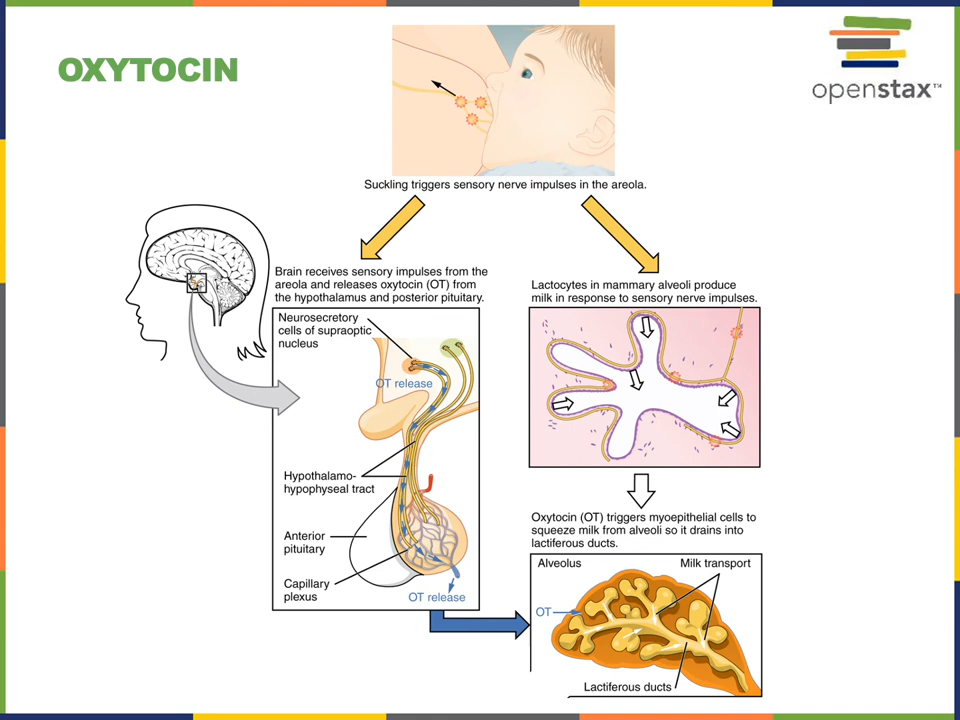 OXYTOCIN
openstax™
Suckling triggers sensory nerve impulses in the areola.
Brain receives sensory impulses from the
areola and releases oxytocin (OT) from
the hypothalamus and posterior pituitary.
Neurosecretory
cells of supraoptic
nucleus
OT release
Hypothalamo-
hypophyseal tract
Anterior
pituitary
Capillary
plexus
OT release
Lactocytes in mammary alveoli produce
milk in response to sensory nerve impulses.
Oxytocin (OT) triggers myoepithelial cells to
squeeze milk from alveoli so it drains into
lactiferous ducts.
Alveolus
Milk transport
OT
Lactiferous ducts